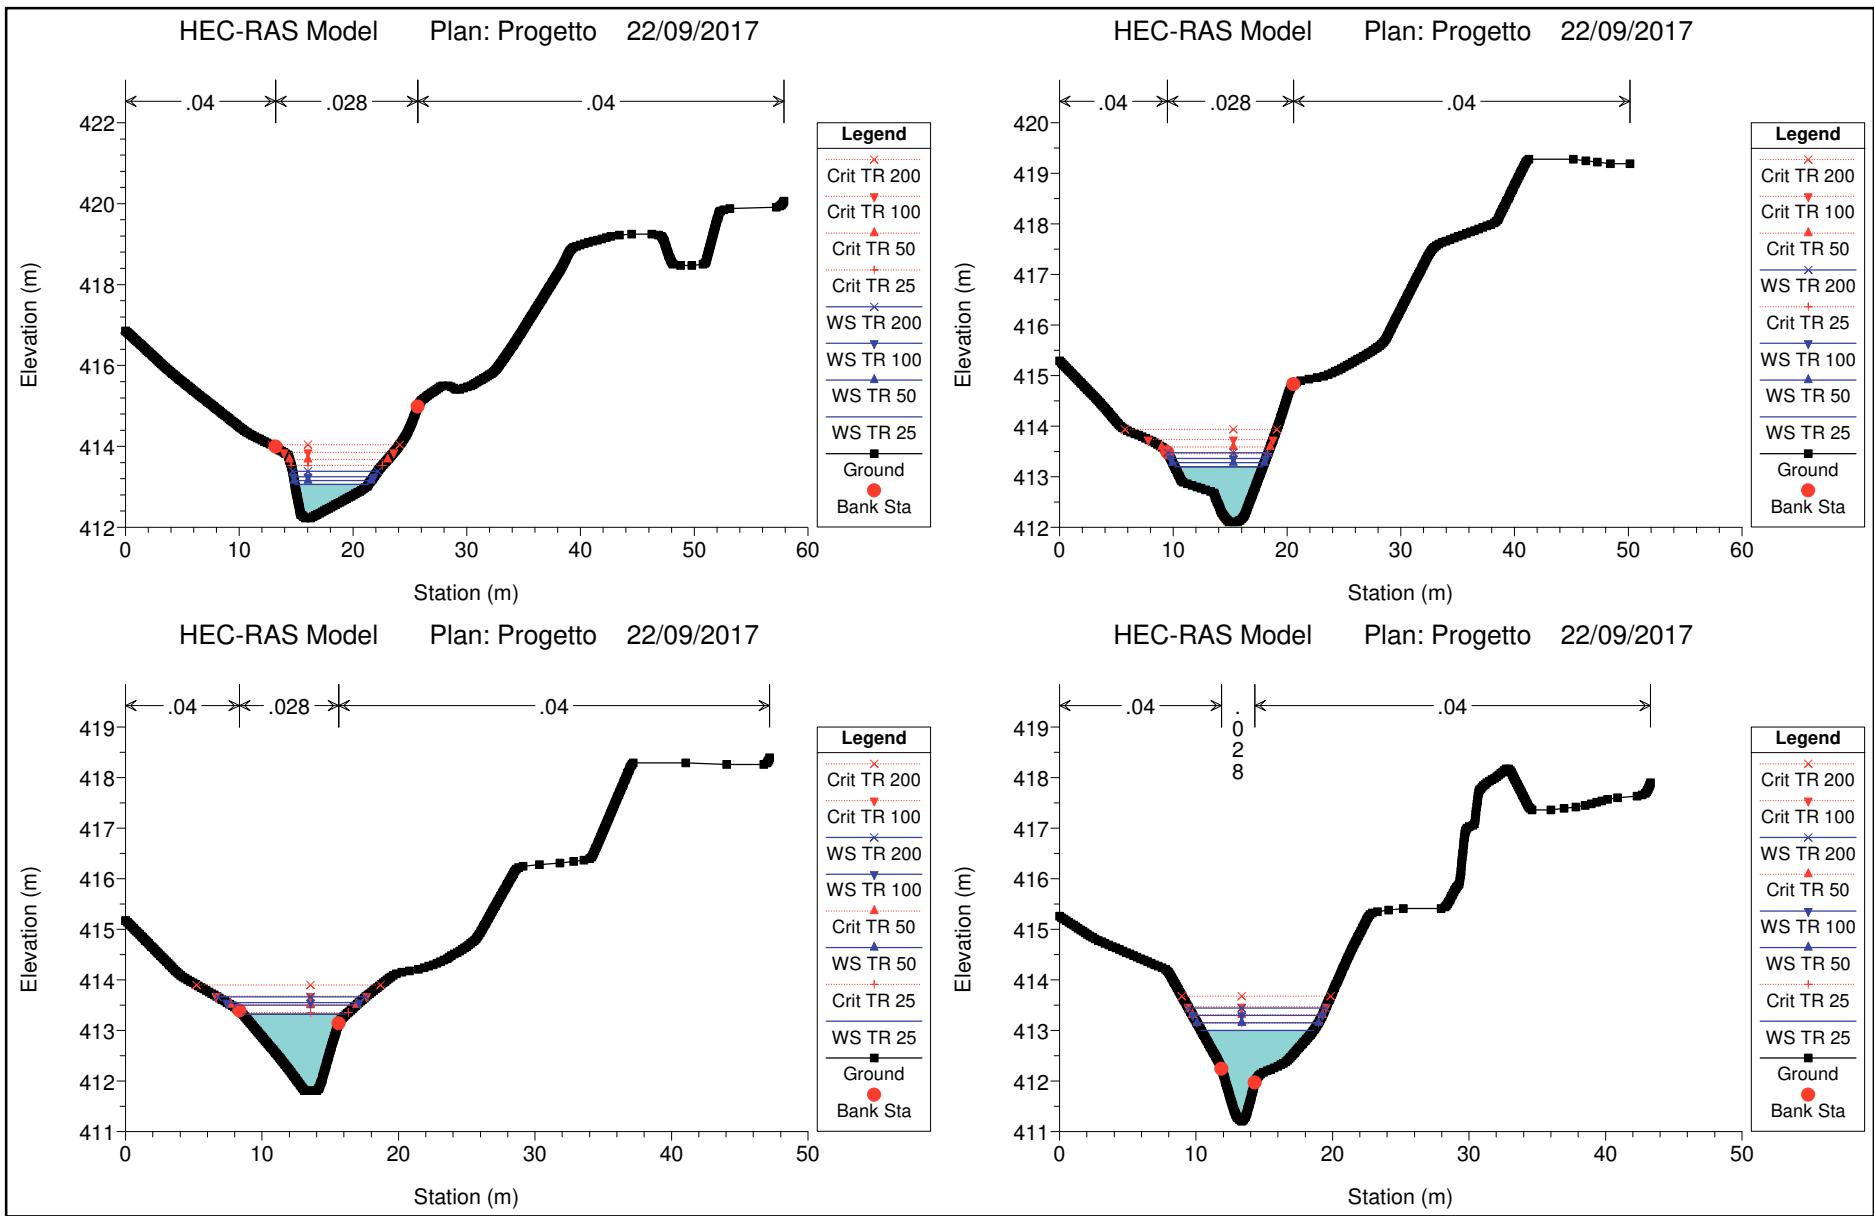 HEC-RAS Model Plan: Progetto 22/09/2017
.04 .028 .04
422
420
418
416
414
412
Elevation (m)
0 10 20 30 40 50 60
Station (m)
Legend
Crit TR 200
Crit TR 100
Crit TR 50
Crit TR 25
WS TR 200
WS TR 100
WS TR 50
WS TR 25
Ground
Bank Sta
HEC-RAS Model Plan: Progetto 22/09/2017
.04 .028 .04
420
419
418
417
416
415
414
413
412
Elevation (m)
0 10 20 30 40 50 60
Station (m)
Legend
Crit TR 200
Crit TR 100
Crit TR 50
WS TR 200
Crit TR 25
WS TR 100
WS TR 50
WS TR 25
Ground
Bank Sta
HEC-RAS Model Plan: Progetto 22/09/2017
.04 .028 .04
419
418
417
416
415
414
413
412
411
Elevation (m)
0 10 20 30 40 50
Station (m)
Legend
Crit TR 200
Crit TR 100
WS TR 200
WS TR 100
Crit TR 50
WS TR 50
Crit TR 25
WS TR 25
Ground
Bank Sta
HEC-RAS Model Plan: Progetto 22/09/2017
.04 .028 .04
419
418
417
416
415
414
413
412
411
Elevation (m)
0 10 20 30 40 50
Station (m)
Legend
Crit TR 200
Crit TR 100
WS TR 200
Crit TR 50
WS TR 100
WS TR 50
Crit TR 25
WS TR 25
Ground
Bank Sta